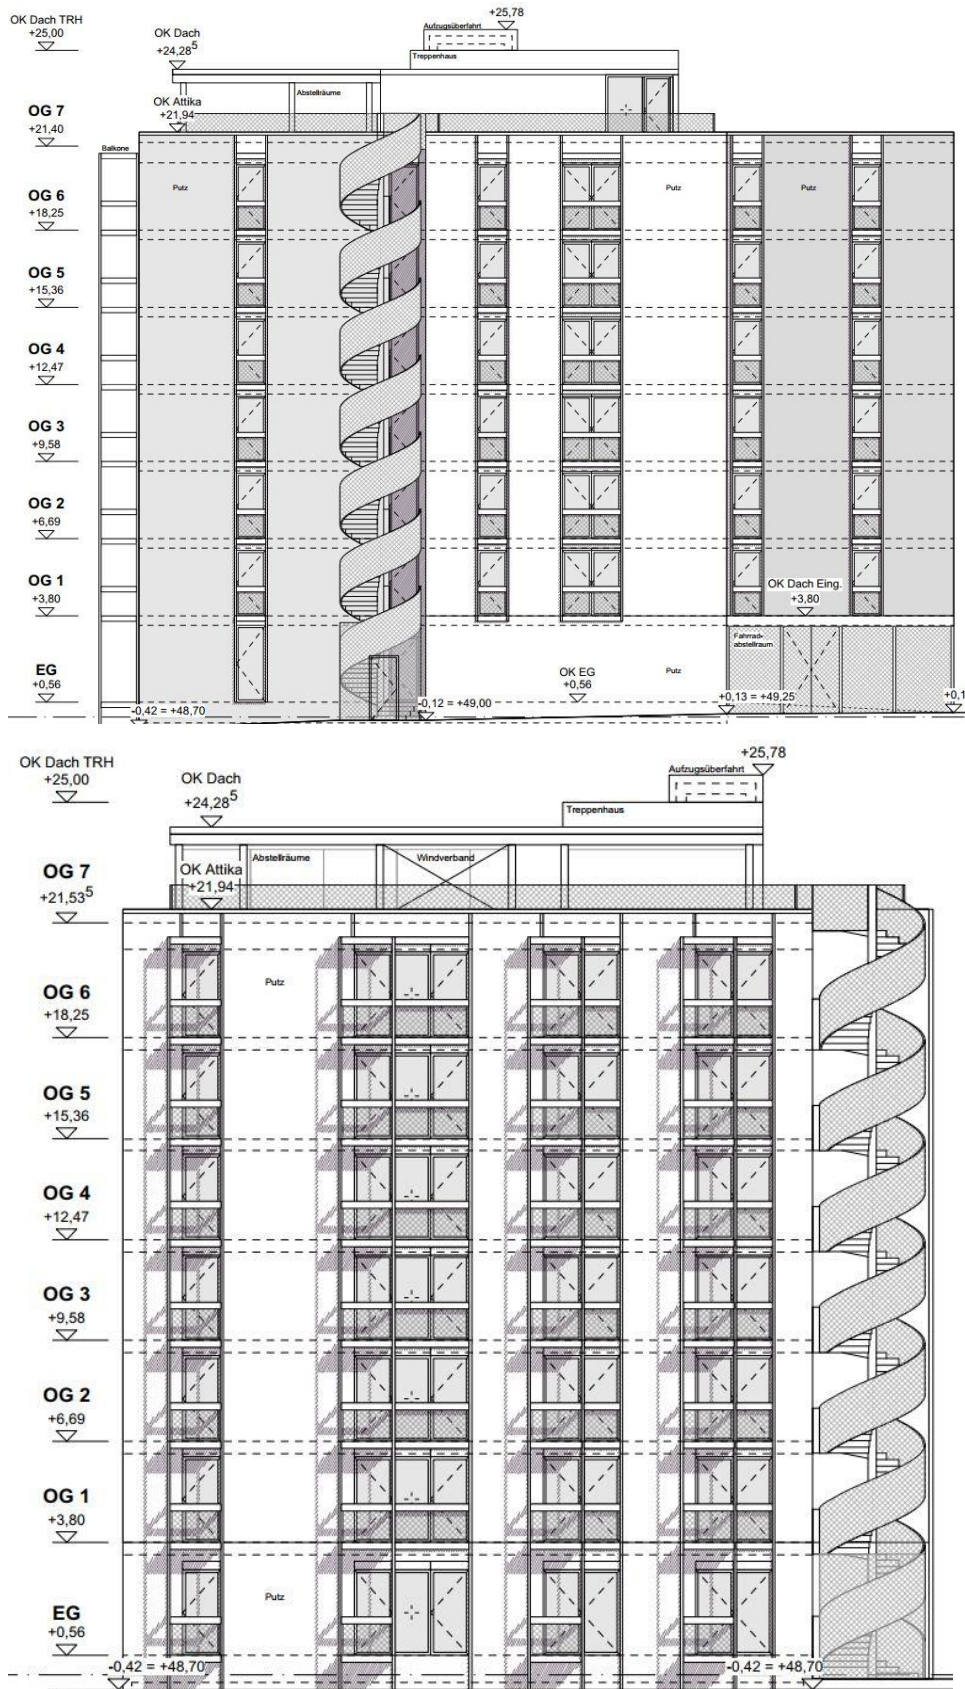 OK Dach TRH
+25,00
OK Dach
+24,28⁵
+25,78
Aufzugsüberfahrt
Treppenhaus
Abstellräume
OK Attika
+21,94
OG 7
+21,40
Balkone
Putz
Putz
Putz
OG 6
+18,25
OG 5
+15,36
OG 4
+12,47
OG 3
+9,58
OG 2
+6,69
OG 1
+3,80
OK Dach Eing.
+3,80
Fahrrad-
abstellraum
EG
+0,56
OK EG
+0,56
Putz
-0,42 = +48,70
-0,12 = +49,00
+0,13 = +49,25
+0,1
OK Dach TRH
+25,00
OK Dach
+24,28⁵
+25,78
Aufzugsüberfahrt
Treppenhaus
Abstellräume
Windverband
OK Attika
+21,94
OG 7
+21,53⁵
Putz
OG 6
+18,25
OG 5
+15,36
OG 4
+12,47
OG 3
+9,58
OG 2
+6,69
OG 1
+3,80
Putz
EG
+0,56
-0,42 = +48,70
-0,42 = +48,70